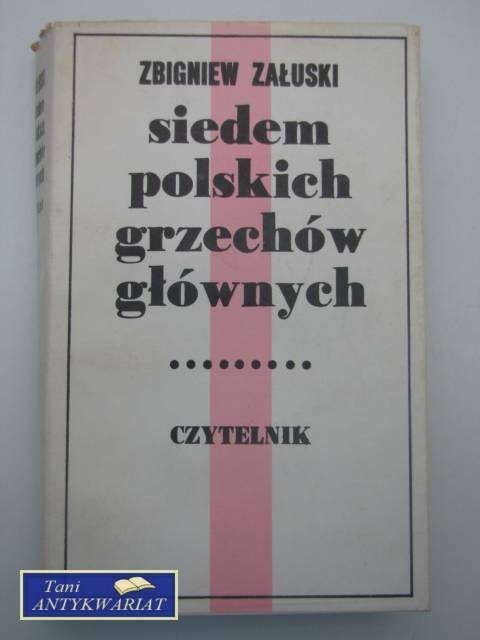 ZBIGNIEW ZAŁUSKI
siedem
polskich
grzechów
głównych
.........
CZYTELNIK
Tani
ANTYKWARIAT